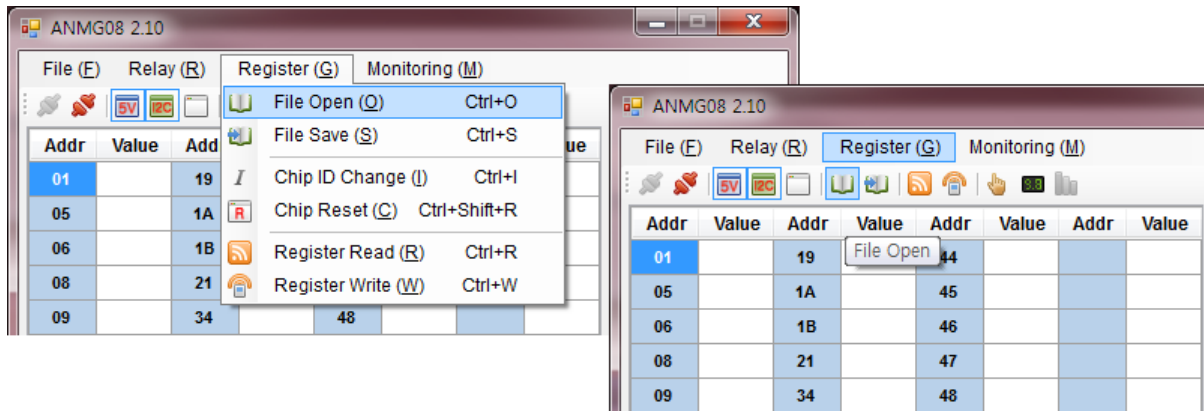 ANMG08 2.10
File (F) Relay (R) Register (G) Monitoring (M)
5V I2C
File Open (O) Ctrl+O
File Save (S) Ctrl+S
I Chip ID Change (I) Ctrl+I
R Chip Reset (C) Ctrl+Shift+R
Register Read (R) Ctrl+R
Register Write (W) Ctrl+W
Addr Value Add ue
01 19
05 1A
06 1B
08 21
09 34 48
ANMG08 2.10
File (F) Relay (R) Register (G) Monitoring (M)
5V I2C 9.8
Addr Value Addr Value Addr Value Addr Value
File Open
01 19 44
05 1A 45
06 1B 46
08 21 47
09 34 48